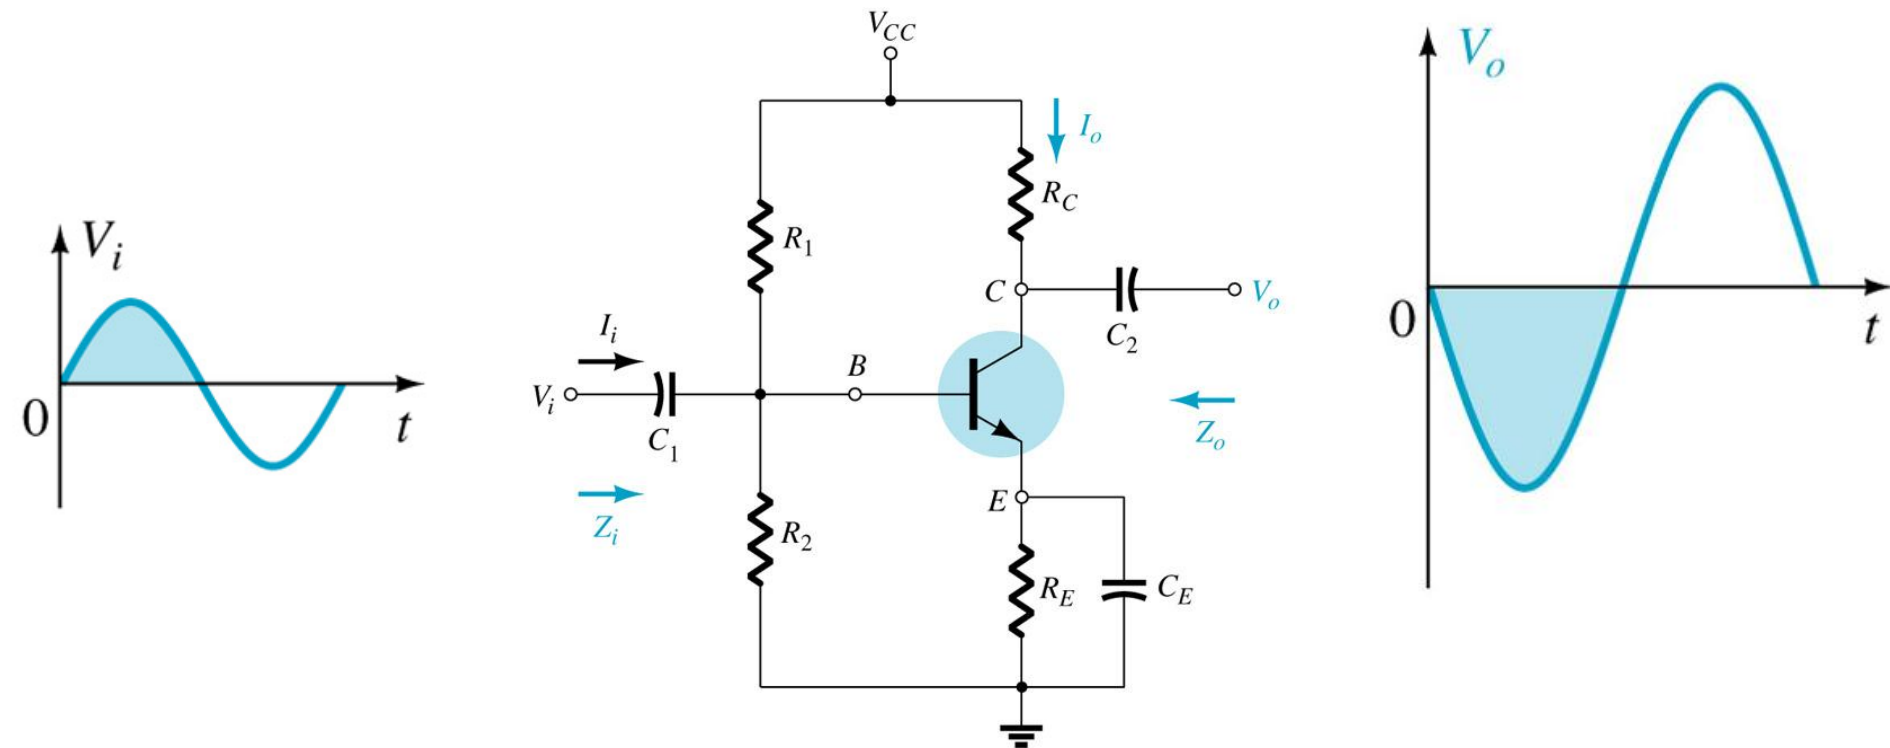 V_i
0
t
V_CC
I_o
R_C
R_1
C
V_o
C_2
I_i
B
V_i
C_1
Z_o
Z_i
E
R_2
R_E
C_E
V_o
0
t